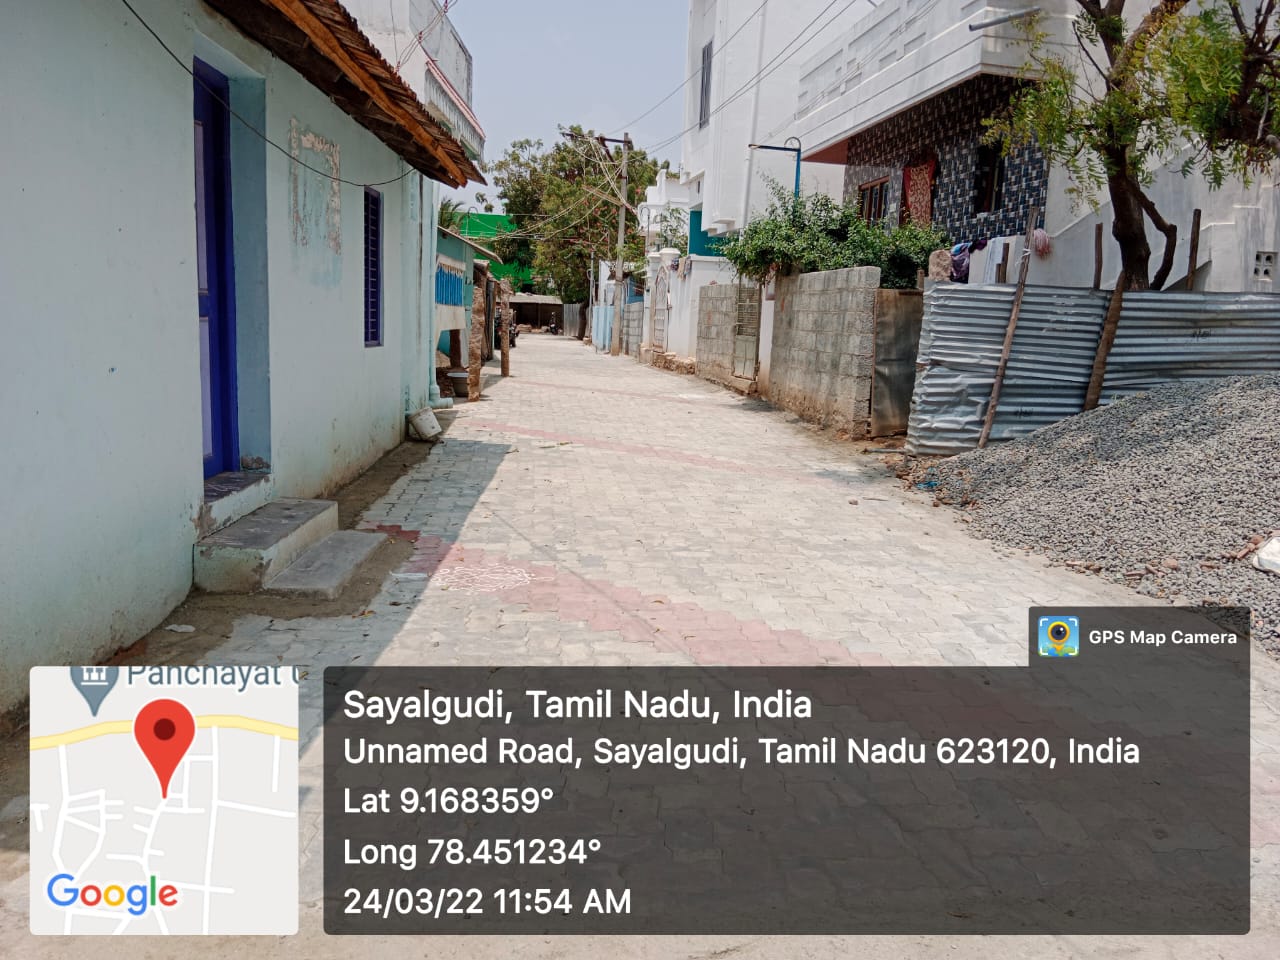 GPS Map Camera
Panchayat
Google
Sayalgudi, Tamil Nadu, India
Unnamed Road, Sayalgudi, Tamil Nadu 623120, India
Lat 9.168359°
Long 78.451234°
24/03/22 11:54 AM